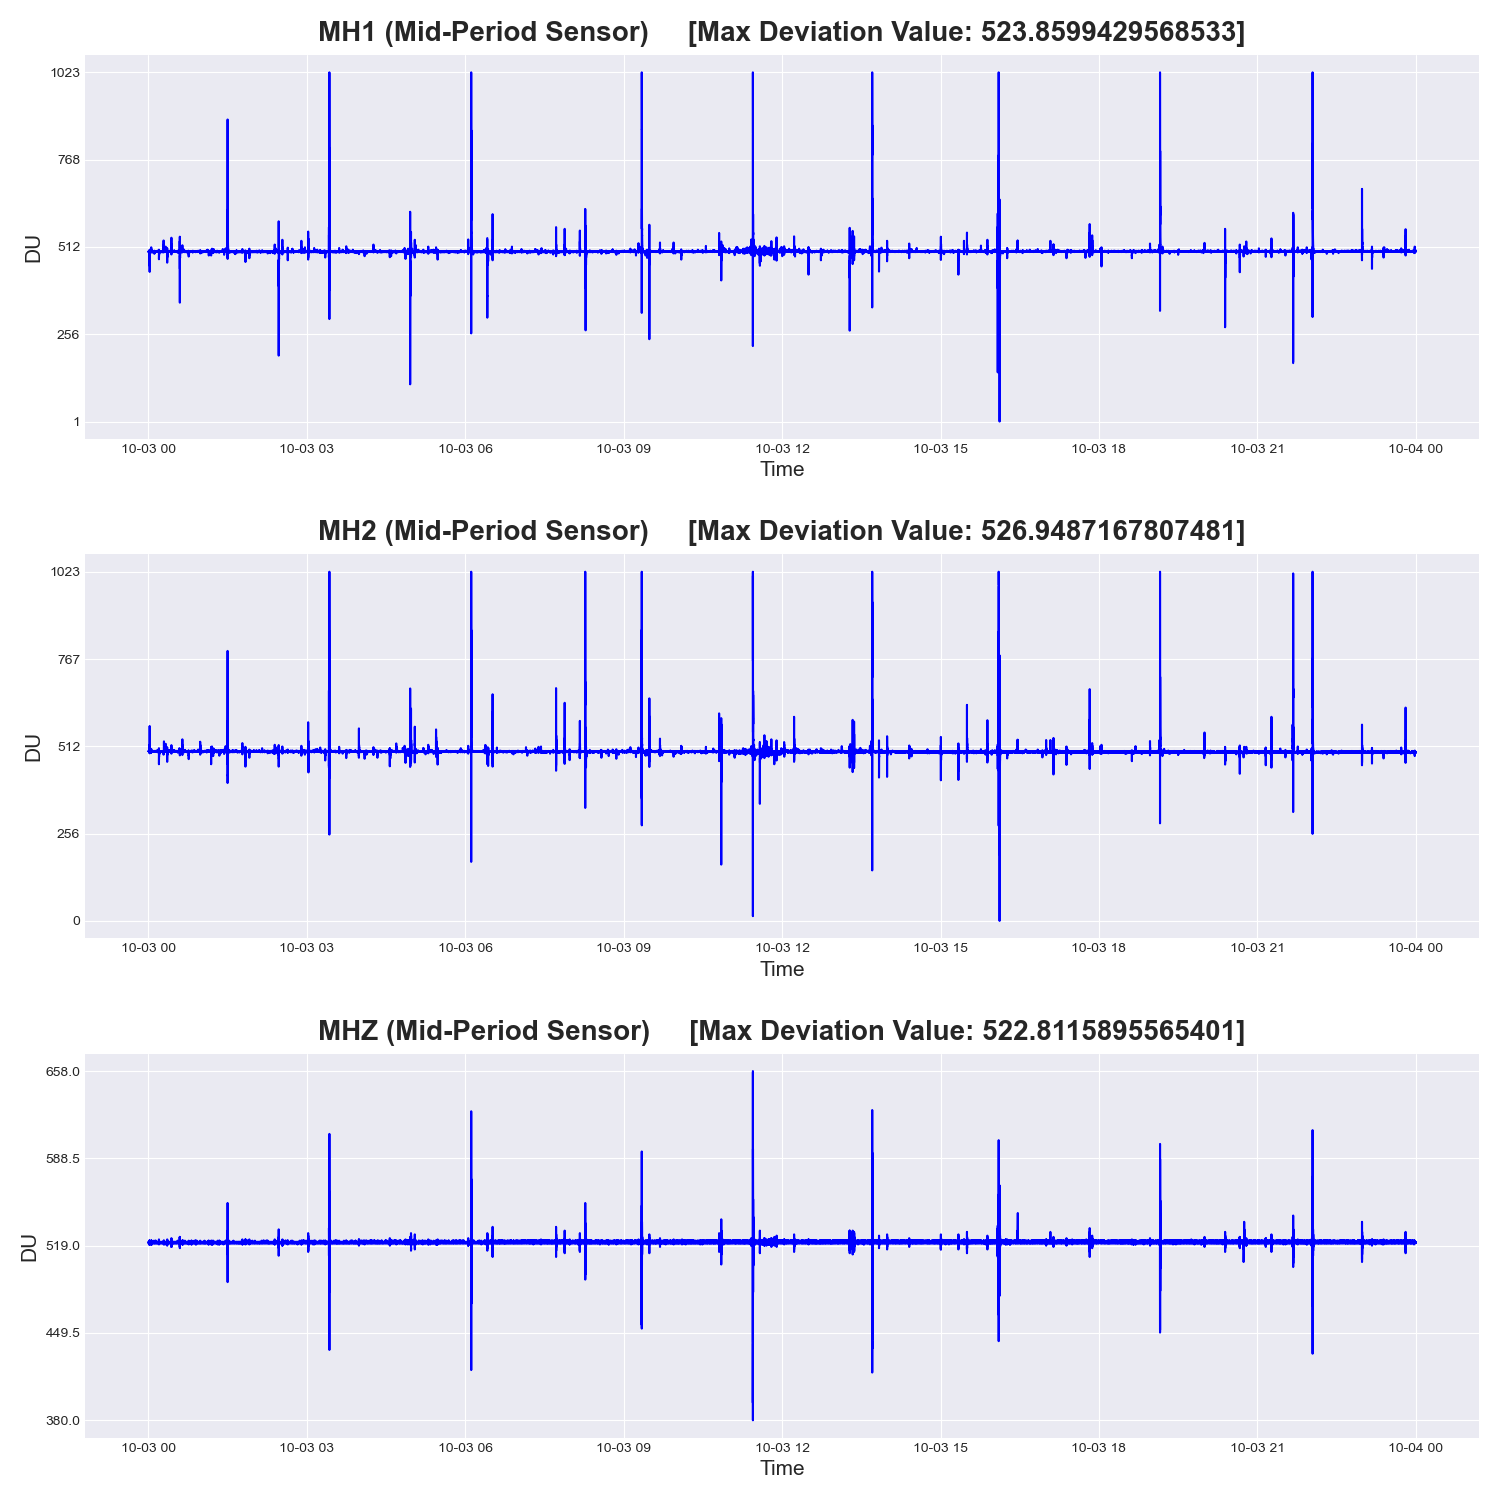 MH1 (Mid-Period Sensor) [Max Deviation Value: 523.8599429568533]
1023
768
512
256
1
DU
10-03 00 10-03 03 10-03 06 10-03 09 10-03 12 10-03 15 10-03 18 10-03 21 10-04 00
Time
MH2 (Mid-Period Sensor) [Max Deviation Value: 526.9487167807481]
1023
767
512
256
0
DU
10-03 00 10-03 03 10-03 06 10-03 09 10-03 12 10-03 15 10-03 18 10-03 21 10-04 00
Time
MHZ (Mid-Period Sensor) [Max Deviation Value: 522.8115895565401]
658.0
588.5
519.0
449.5
380.0
DU
10-03 00 10-03 03 10-03 06 10-03 09 10-03 12 10-03 15 10-03 18 10-03 21 10-04 00
Time